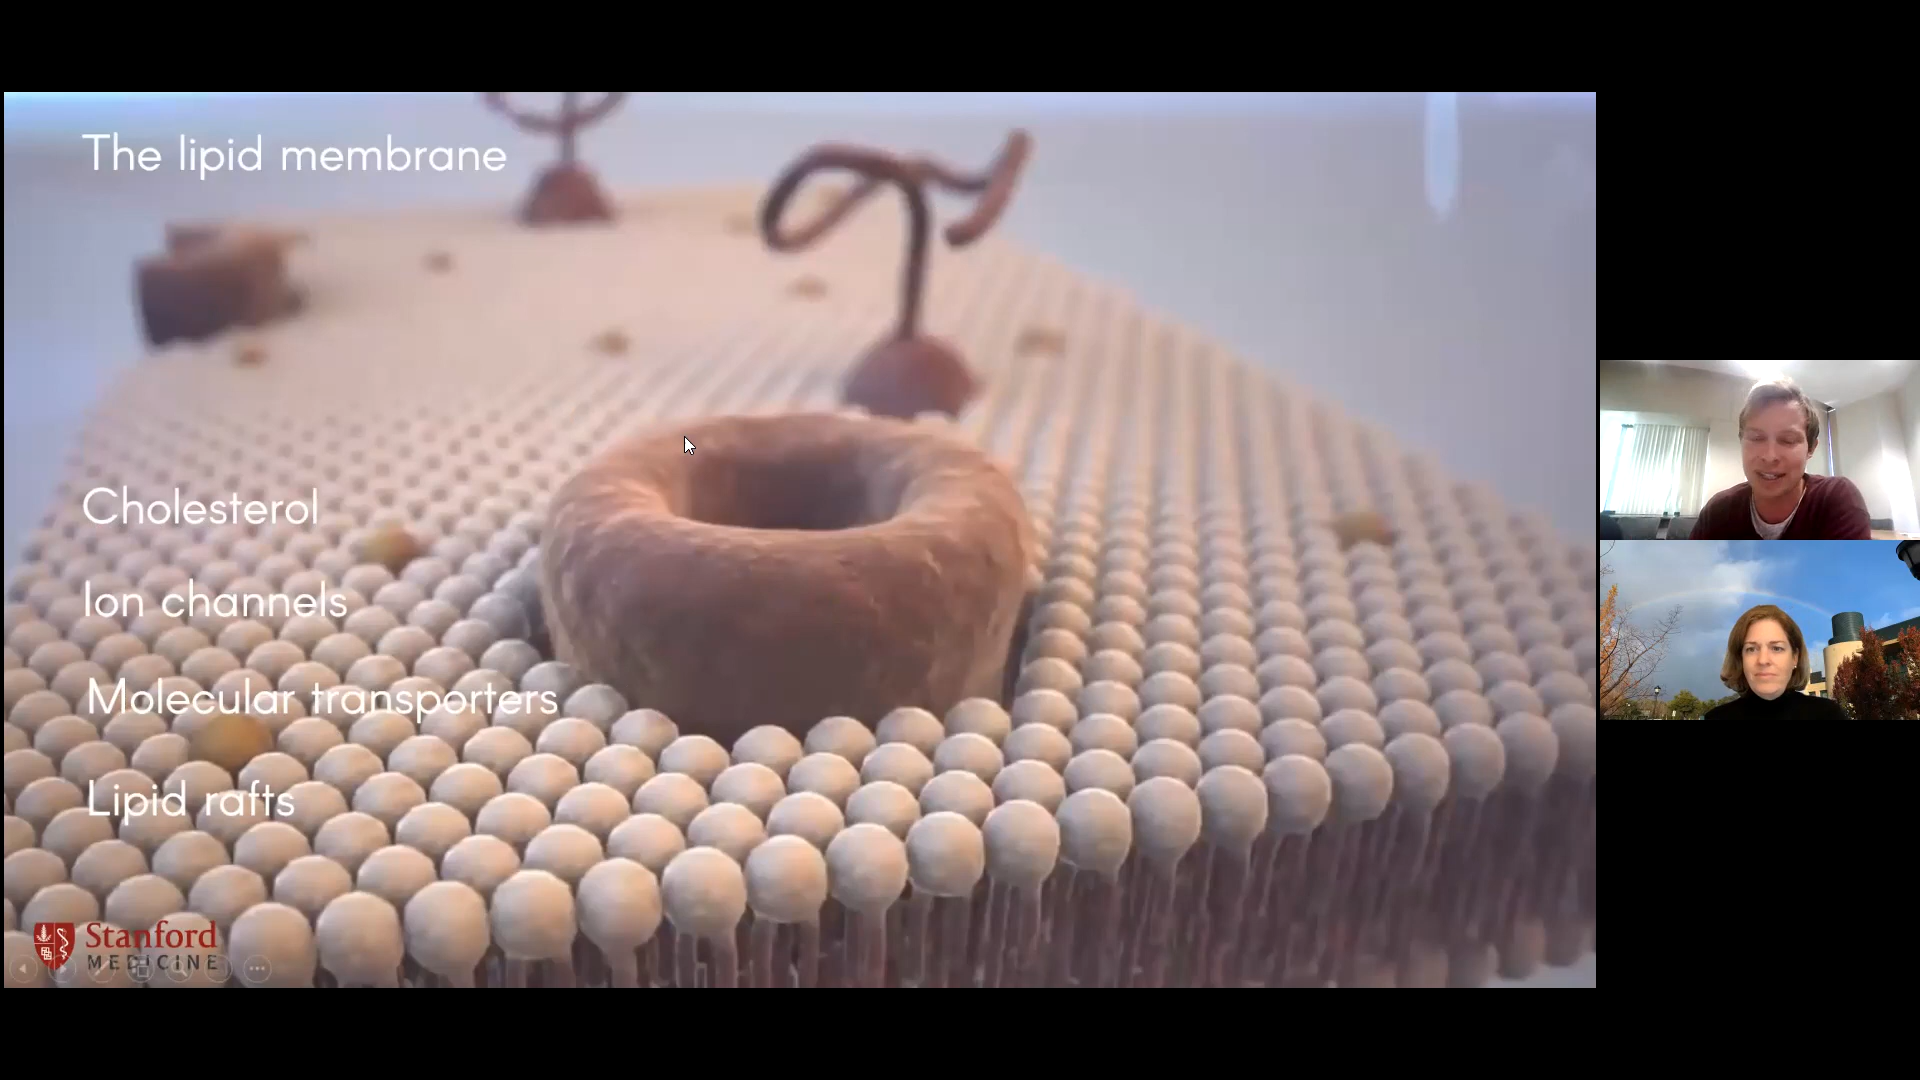 The lipid membrane
Cholesterol
Ion channels
Molecular transporters
Lipid rafts
Stanford
MEDICINE